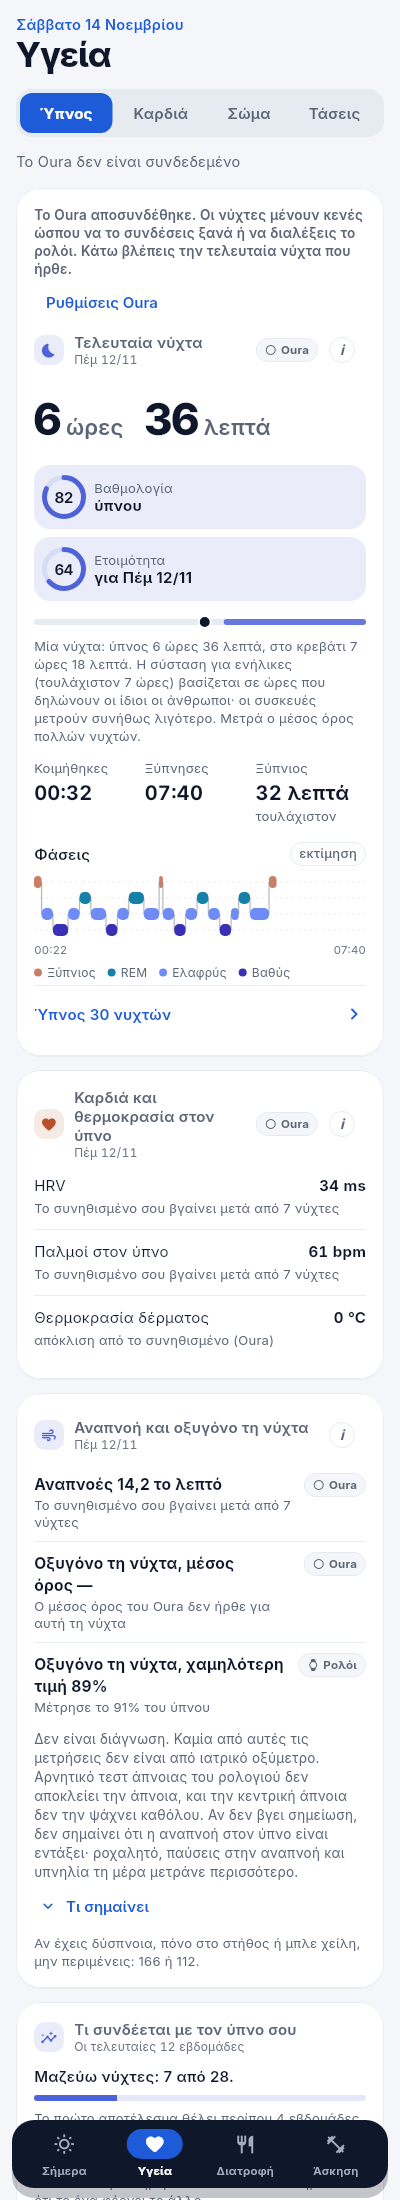 Σάββατο 14 Νοεμβρίου
Υγεία
Ύπνος Καρδιά Σώμα Τάσεις
Το Oura δεν είναι συνδεδεμένο
Το Oura αποσυνδέθηκε. Οι νύχτες μένουν κενές
ώσπου να το συνδέσεις ξανά ή να διαλέξεις το
ρολόι. Κάτω βλέπεις την τελευταία νύχτα που
ήρθε.
Ρυθμίσεις Oura
Τελευταία νύχτα
Πέμ 12/11
Oura i
6 ώρες 36 λεπτά
82 Βαθμολογία
ύπνου
64 Ετοιμότητα
για Πέμ 12/11
Μία νύχτα: ύπνος 6 ώρες 36 λεπτά, στο κρεβάτι 7
ώρες 18 λεπτά. Η σύσταση για ενήλικες
(τουλάχιστον 7 ώρες) βασίζεται σε ώρες που
δηλώνουν οι ίδιοι οι άνθρωποι· οι συσκευές
μετρούν συνήθως λιγότερο. Μετρά ο μέσος όρος
πολλών νυχτών.
Κοιμήθηκες Ξύπνησες Ξύπνιος
00:32 07:40 32 λεπτά
τουλάχιστον
Φάσεις εκτίμηση
00:22 07:40
Ξύπνιος REM Ελαφρύς Βαθύς
Ύπνος 30 νυχτών
Καρδιά και
θερμοκρασία στον
ύπνο
Πέμ 12/11
Oura i
HRV 34 ms
Το συνηθισμένο σου βγαίνει μετά από 7 νύχτες
Παλμοί στον ύπνο 61 bpm
Το συνηθισμένο σου βγαίνει μετά από 7 νύχτες
Θερμοκρασία δέρματος 0 °C
απόκλιση από το συνηθισμένο (Oura)
Αναπνοή και οξυγόνο τη νύχτα
Πέμ 12/11
i
Αναπνοές 14,2 το λεπτό Oura
Το συνηθισμένο σου βγαίνει μετά από 7
νύχτες
Οξυγόνο τη νύχτα, μέσος Oura
όρος —
Ο μέσος όρος του Oura δεν ήρθε για
αυτή τη νύχτα
Οξυγόνο τη νύχτα, χαμηλότερη Ρολόι
τιμή 89%
Μέτρησε το 91% του ύπνου
Δεν είναι διάγνωση. Καμία από αυτές τις
μετρήσεις δεν είναι από ιατρικό οξύμετρο.
Αρνητικό τεστ άπνοιας του ρολογιού δεν
αποκλείει την άπνοια, και την κεντρική άπνοια
δεν την ψάχνει καθόλου. Αν δεν βγει σημείωση,
δεν σημαίνει ότι η αναπνοή στον ύπνο είναι
εντάξει· ροχαλητό, παύσεις στην αναπνοή και
υπνηλία τη μέρα μετράνε περισσότερο.
Τι σημαίνει
Αν έχεις δύσπνοια, πόνο στο στήθος ή μπλε χείλη,
μην περιμένεις: 166 ή 112.
Τι συνδέεται με τον ύπνο σου
Οι τελευταίες 12 εβδομάδες
Μαζεύω νύχτες: 7 από 28.
Το πρώτο αποτέλεσμα θέλει περίπου 4 εβδομάδες
Σήμερα Υγεία Διατροφή Άσκηση